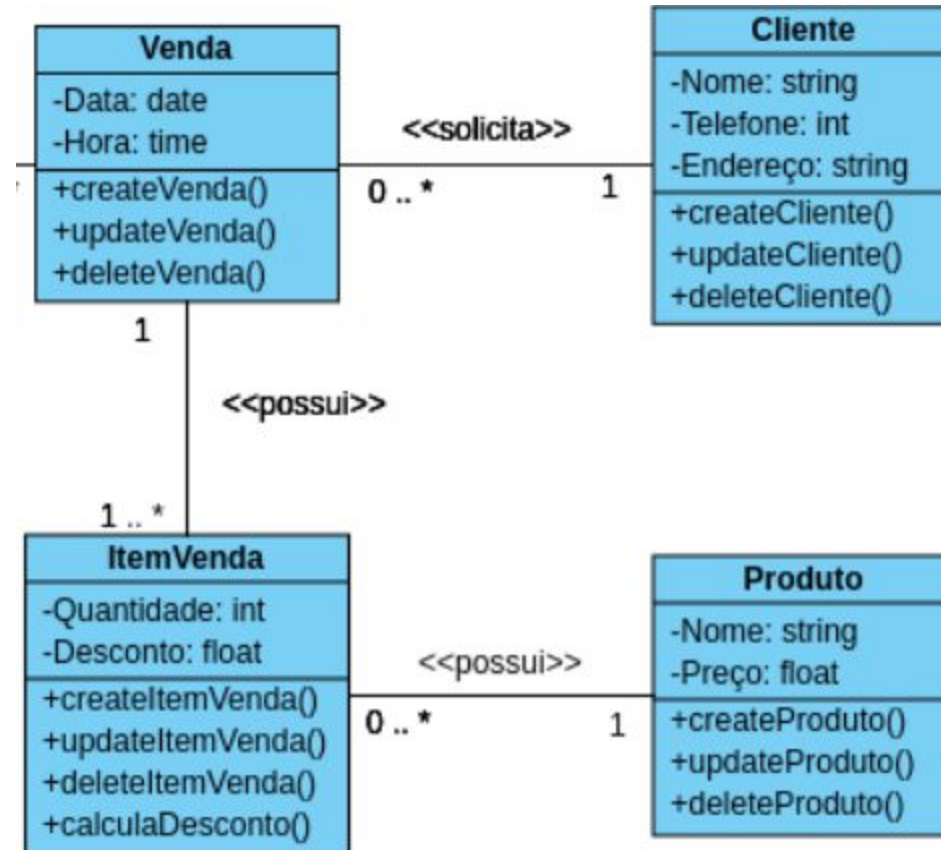 Venda
-Data: date
-Hora: time
+createVenda()
+updateVenda()
+deleteVenda()
<<solicita>>
0 .. *
1
Cliente
-Nome: string
-Telefone: int
-Endereço: string
+createCliente()
+updateCliente()
+deleteCliente()
1
<<possui>>
1 .. *
ItemVenda
-Quantidade: int
-Desconto: float
+createItemVenda()
+updateItemVenda()
+deleteItemVenda()
+calculaDesconto()
<<possui>>
0 .. *
1
Produto
-Nome: string
-Preço: float
+createProduto()
+updateProduto()
+deleteProduto()